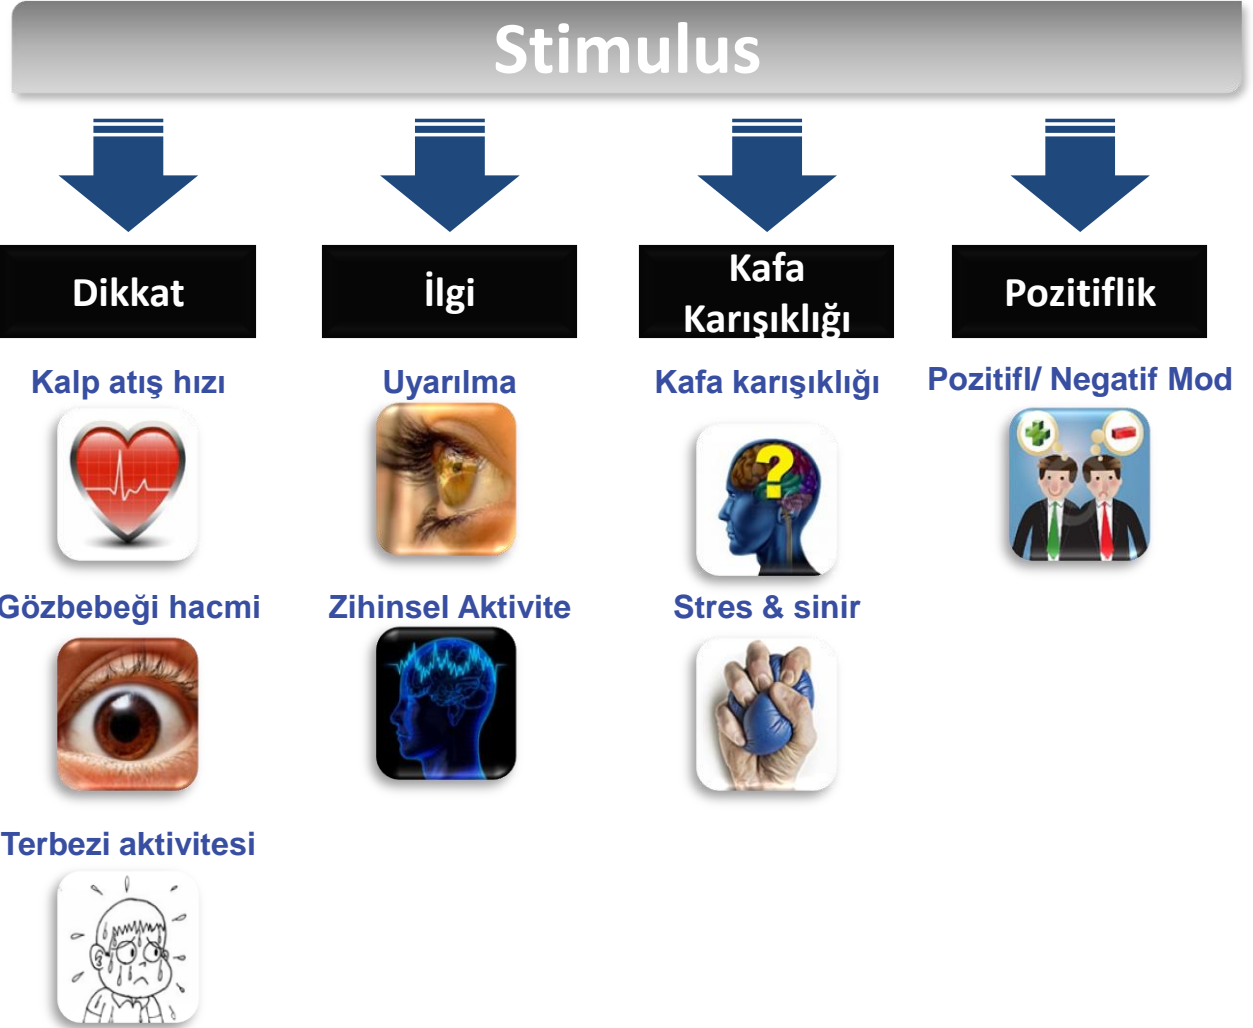 Stimulus
Dikkat
İlgi
Kafa
Karışıklığı
Pozitiflik
Kalp atış hızı
Uyarılma
Kafa karışıklığı
Pozitifl/ Negatif Mod
?
Gözbebeği hacmi
Zihinsel Aktivite
Stres & sinir
Terbezi aktivitesi